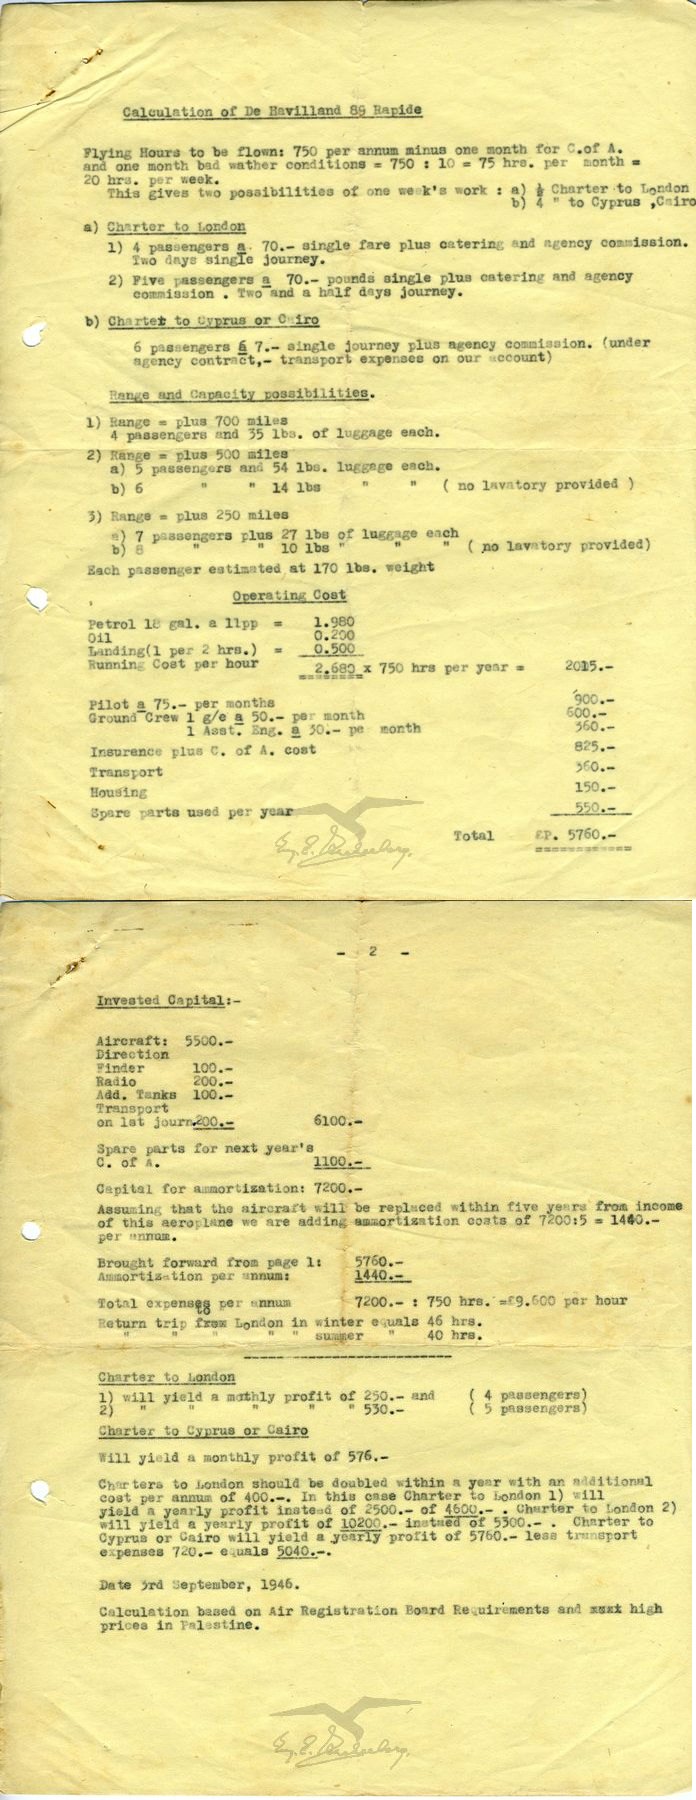 Calculation of De Havilland 89 Rapide
Flying Hours to be flown: 750 per annum minus one month for C.of A.
and one month bad wather conditions = 750 : 10 = 75 hrs. per month =
20 hrs. per week.
This gives two possibilities of one week's work : a) ½ Charter to London
b) 4 " to Cyprus ,Cairo
a) Charter to London
1) 4 passengers a 70.- single fare plus catering and agency commission.
Two days single journey.
2) Five passengers a 70.- pounds single plus catering and agency
commission . Two and a half days journey.
b) Charter to Cyprus or Cairo
6 passengers á 7.- single journey plus agency commission. (under
agency contract,- transport expenses on our account)
Range and Capacity possibilities.
1) Range = plus 700 miles
4 passengers and 35 lbs. of luggage each.
2) Range = plus 500 miles
a) 5 passengers and 54 lbs. luggage each.
b) 6 " " 14 lbs " " ( no lavatory provided )
3) Range = plus 250 miles
a) 7 passengers plus 27 lbs of luggage each
b) 8 " " 10 lbs " " " ( no lavatory provided)
Each passenger estimated at 170 lbs. weight
Operating Cost
Petrol 18 gal. a 11pp = 1.980
Oil 0.200
Landing(1 per 2 hrs.) = 0.500
Running Cost per hour 2.680 x 750 hrs per year = 2015.-
Pilot a 75.- per months 900.-
Ground Crew 1 g/e a 50.- per month 600.-
1 Asst. Eng. a 30.- pe month 360.-
Insurance plus C. of A. cost 825.-
Transport 360.-
Housing 150.-
Spare parts used per year 550.-
Total £P. 5760.-
- 2 -
Invested Capital:-
Aircraft: 5500.-
Direction
Finder 100.-
Radio 200.-
Add. Tanks 100.-
Transport
on 1st journ.200.- 6100.-
Spare parts for next year's
C. of A. 1100.-
Capital for ammortization: 7200.-
Assuming that the aircraft will be replaced within five years from income
of this aeroplane we are adding ammortization costs of 7200:5 = 1440.-
per annum.
Brought forward from page 1: 5760.-
Ammortization per annum: 1440.-
Total expenses per annum 7200.- : 750 hrs. =£9.600 per hour
Return trip to London in winter equals 46 hrs.
" " " " " summer " 40 hrs.
Charter to London
1) will yield a mothly profit of 250.- and ( 4 passengers)
2) " " " " " 530.- ( 5 passengers)
Charter to Cyprus or Cairo
Will yield a monthly profit of 576.-
Charters to London should be doubled within a year with an additional
cost per annum of 400.-. In this case Charter to London 1) will
yield a yearly profit instead of 2500.- of 4600.- . Charter to London 2)
will yield a yearly profit of 10200.- instaed of 5300.- . Charter to
Cyprus or Cairo will yield a yearly profit of 5760.- less transport
expenses 720.- equals 5040.-.
Date 3rd September, 1946.
Calculation based on Air Registration Board Requirements and high
prices in Palestine.